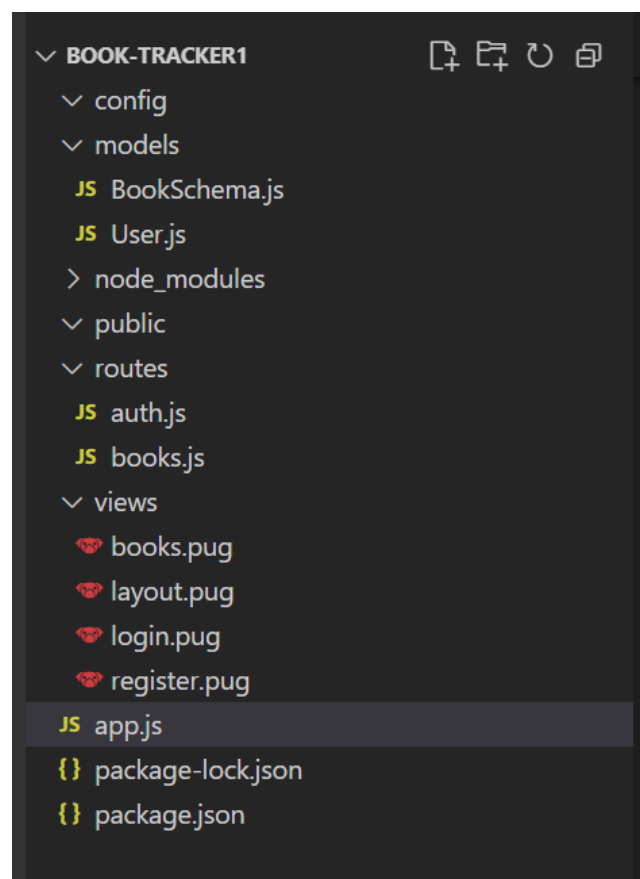 BOOK-TRACKER1
config
models
JS BookSchema.js
JS User.js
node_modules
public
routes
JS auth.js
JS books.js
views
books.pug
layout.pug
login.pug
register.pug
JS app.js
{} package-lock.json
{} package.json